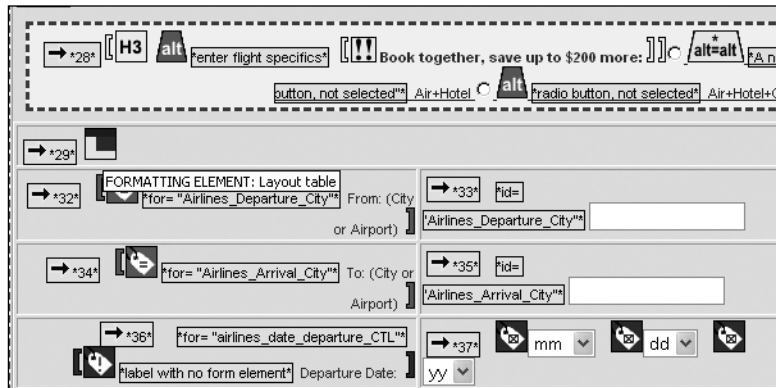 *28* H3 alt *enter flight specifics* !! Book together, save up to $200 more: * alt=alt *A n
button, not selected"* Air+Hotel alt *radio button, not selected* Air+Hotel+C
*29*
FORMATTING ELEMENT: Layout table
*32* *for= "Airlines_Departure_City"* From: (City
or Airport)
*33* *id=
'Airlines_Departure_City"*
*34* *for= "Airlines_Arrival_City"* To: (City or
Airport)
*35* *id=
'Airlines_Arrival_City"*
*36* *for= "airlines_date_departure_CTL"*
*label with no form element* Departure Date:
*37* mm dd
yy